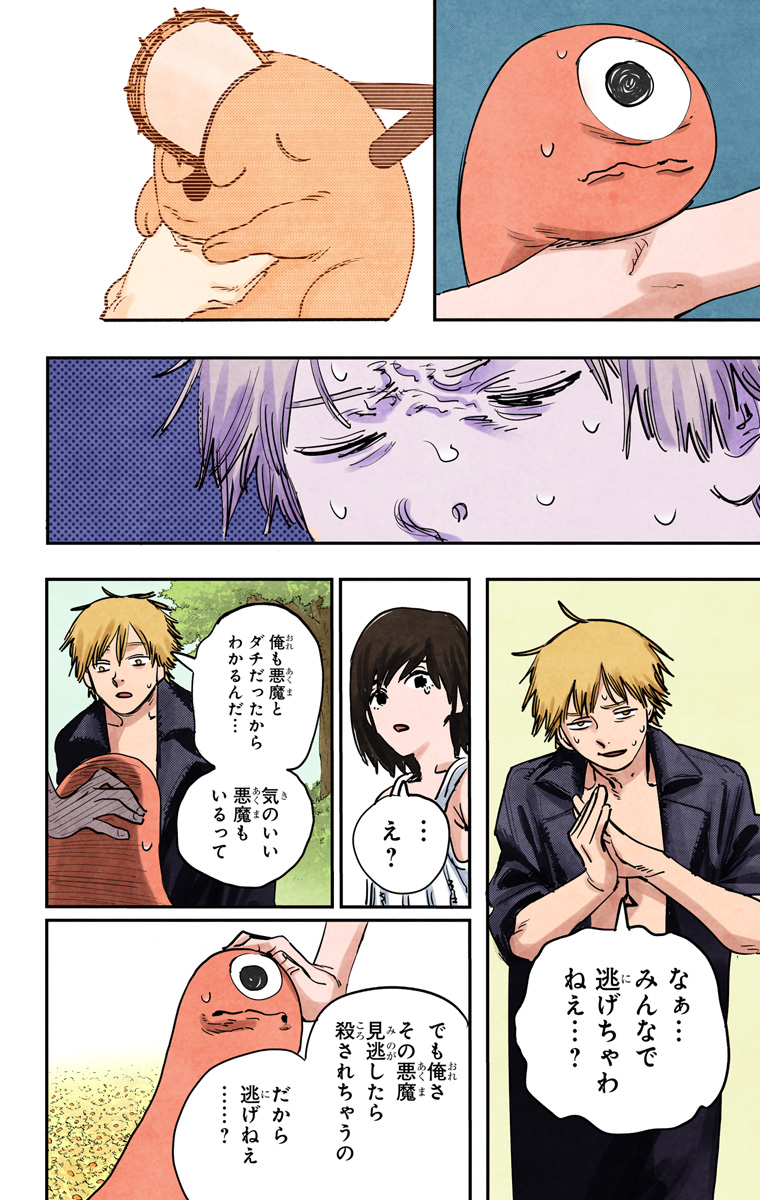 なぁ…
みんなで
逃げちゃわ
ねぇ…？
…
え？
俺も悪魔と
ダチだったから
わかるんだ…
気のいい
悪魔も
いるって
でも俺さ
その悪魔
見逃したら
殺されちゃうの
だから
逃げねえ
……？